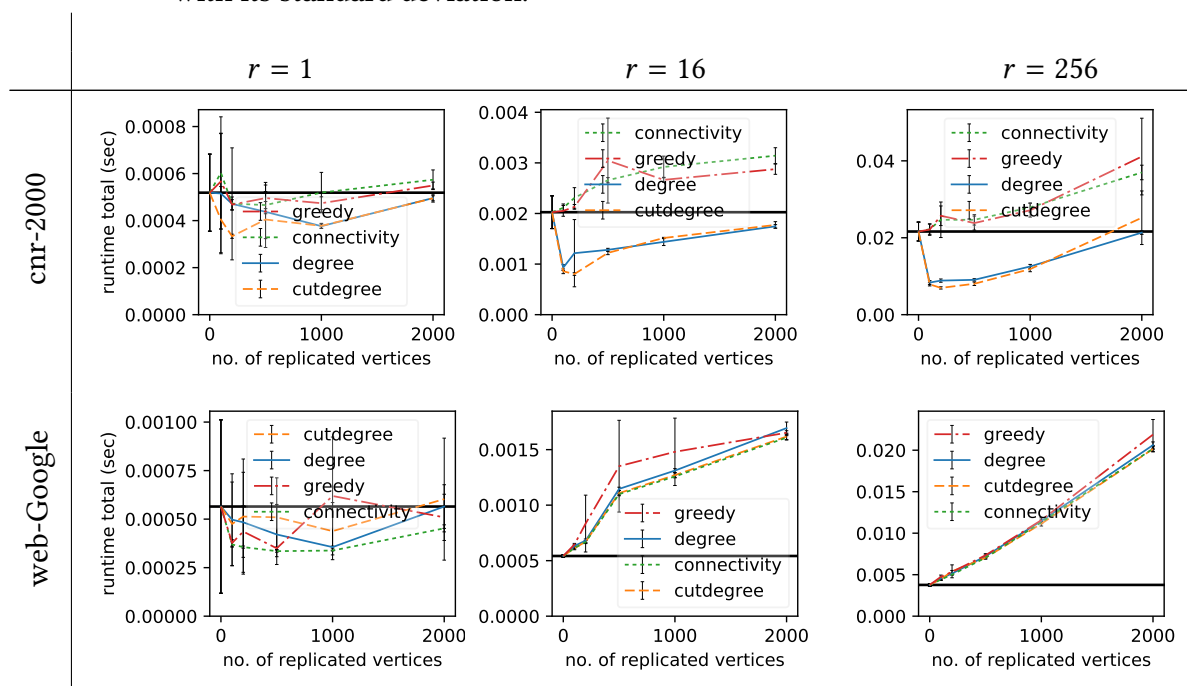 with its standard deviation.
r = 1 r = 16 r = 256
cnr-2000
runtime total (sec)
0.0008
0.0006
0.0004
0.0002
0.0000
greedy
connectivity
degree
cutdegree
0 1000 2000
no. of replicated vertices
0.004
0.003
0.002
0.001
0.000
connectivity
greedy
degree
cutdegree
0 1000 2000
no. of replicated vertices
0.04
0.02
0.00
connectivity
greedy
degree
cutdegree
0 1000 2000
no. of replicated vertices
web-Google
runtime total (sec)
0.00100
0.00075
0.00050
0.00025
0.00000
cutdegree
degree
greedy
connectivity
0 1000 2000
no. of replicated vertices
0.0015
0.0010
0.0005
0.0000
greedy
degree
connectivity
cutdegree
0 1000 2000
no. of replicated vertices
0.020
0.015
0.010
0.005
0.000
greedy
degree
cutdegree
connectivity
0 1000 2000
no. of replicated vertices